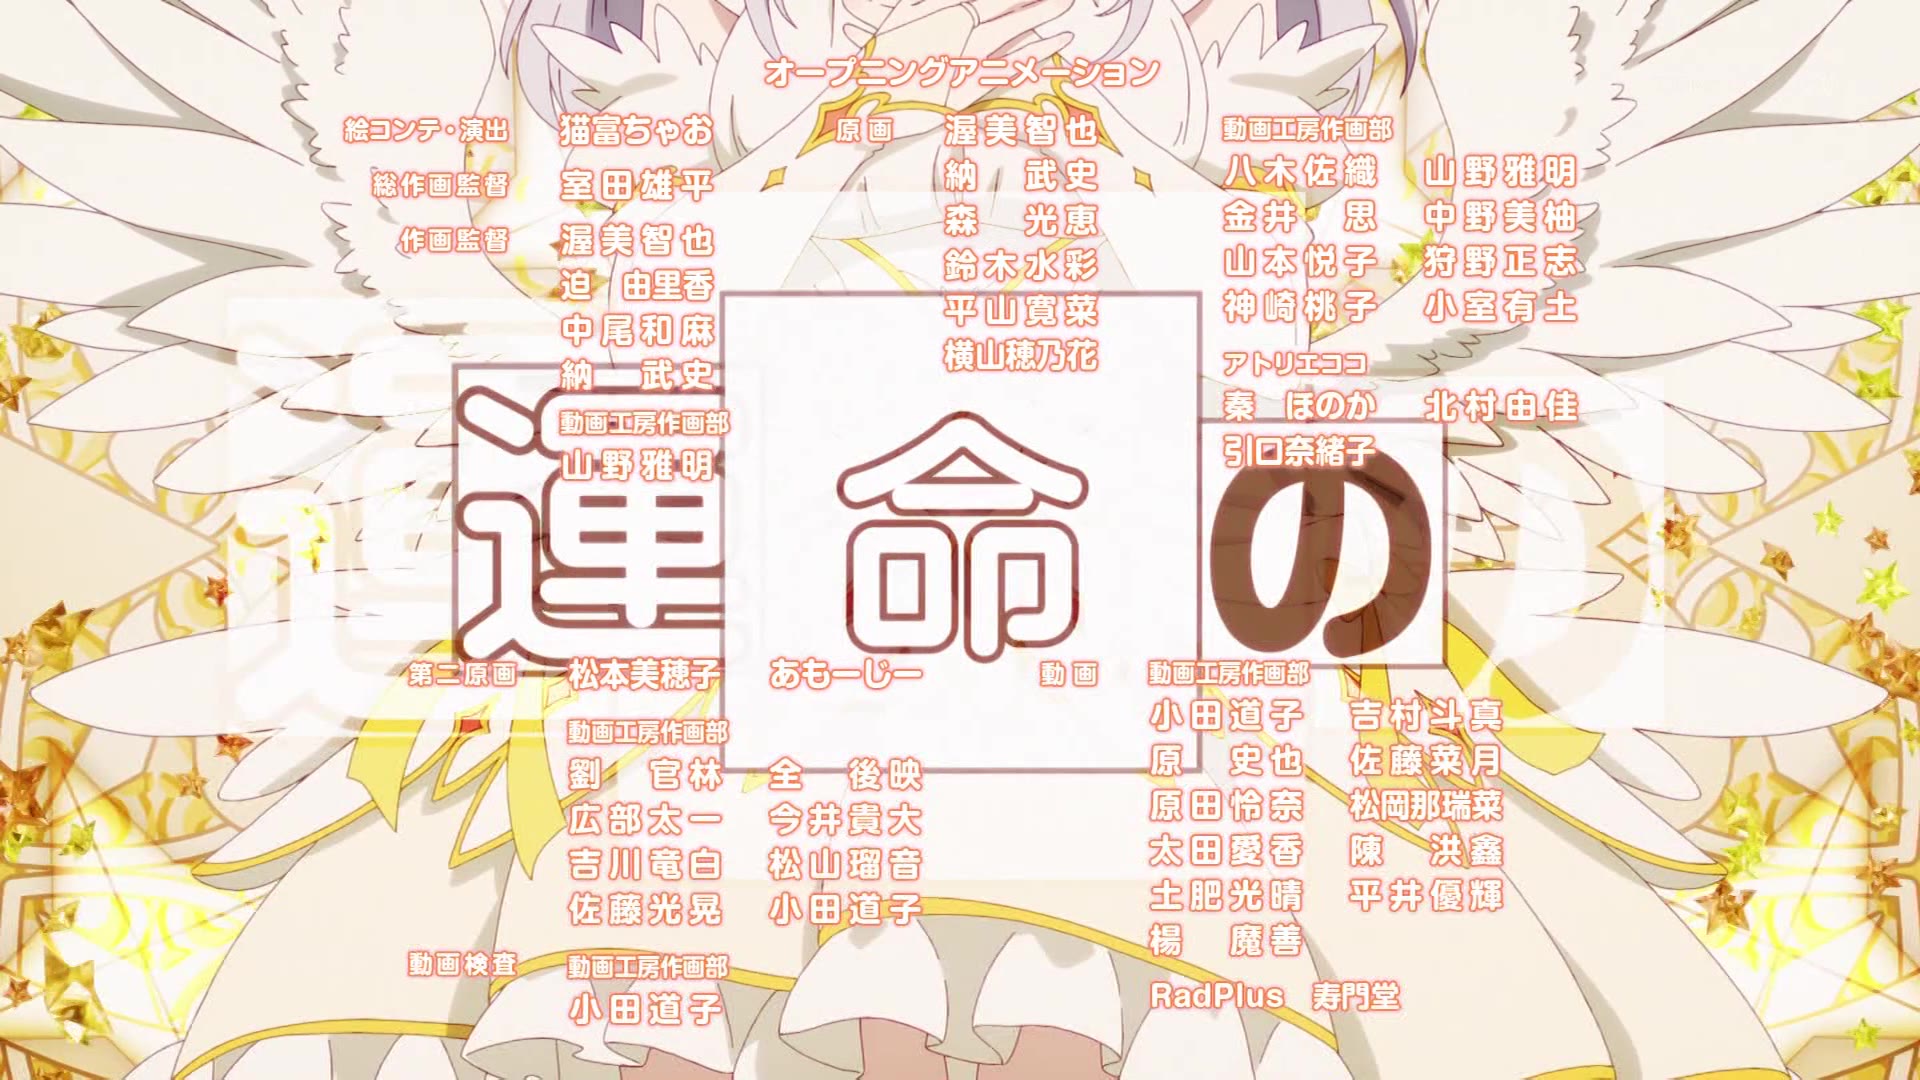 オープニングアニメーション
絵コンテ・演出 猫富ちゃお
総作画監督 室田雄平
作画監督 渥美智也
迫 由里香
中尾和麻
納 武史
動画工房作画部
山野雅明
原画 渥美智也
納 武史
森 光恵
鈴木水彩
平山寛菜
横山穂乃花
動画工房作画部
八木佐織 山野雅明
金井 思 中野美柚
山本悦子 狩野正志
神崎桃子 小室有土
アトリエココ
秦 ほのか 北村由佳
引口奈緒子
運命の
第二原画 松本美穂子 あもーじー
動画工房作画部
劉 官林 全 後映
広部太一 今井貴大
吉川竜白 松山瑠音
佐藤光晃 小田道子
動画検査 動画工房作画部
小田道子
動画 動画工房作画部
小田道子 吉村斗真
原 史也 佐藤菜月
原田怜奈 松岡那瑞菜
太田愛香 陳 洪鑫
土肥光晴 平井優輝
楊 魔善
RadPlus 寿門堂